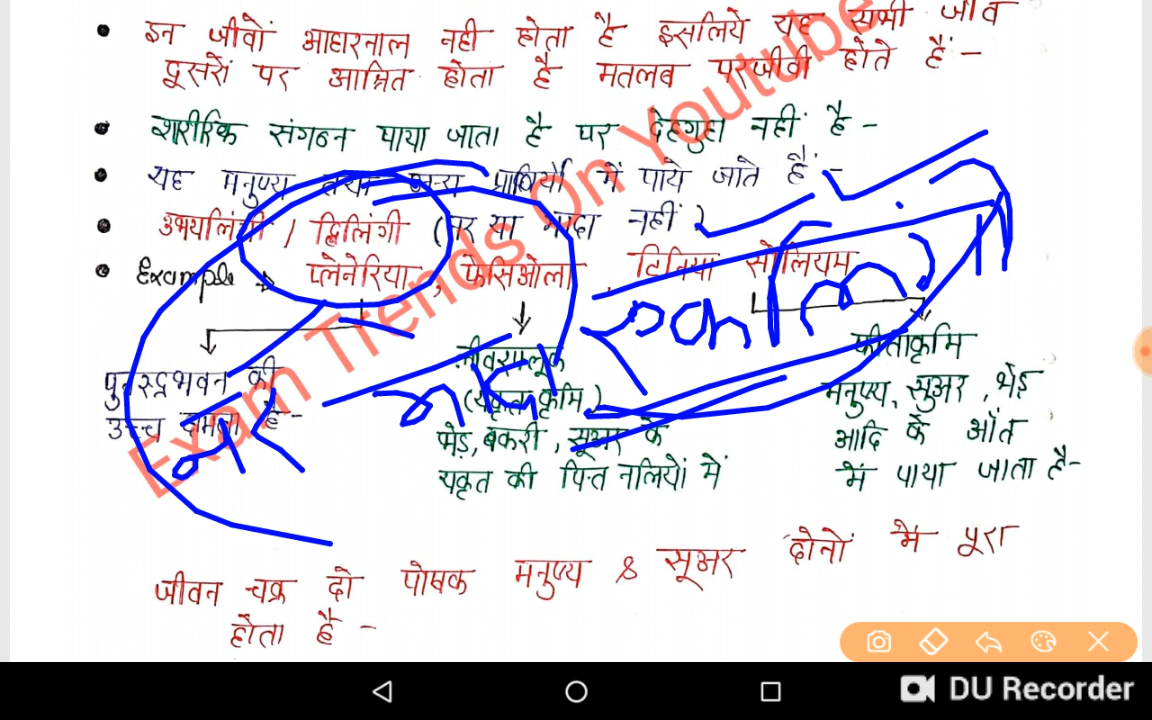 इन जीवों आहारनाल नही होता है इसलिये यह सभी जीव
दूसरों पर आश्रित होता है मतलब परजीवी होते हैं -
शारीरिक संगठन पाया जाता है पर देहगुहा नहीं है -
यह मनुष्य तथा अन्य प्राणियों में पाये जाते हैं -
उभयलिंगी / द्विलिंगी (नर या मादा नहीं)
Example → प्लेनेरिया, फेसिओला, टिनिया सोलियम
पुनरुद्भवन की
उच्च क्षमता है -
लीवरफ्लूक
(यकृत कृमि)
भेड़, बकरी, सूअर के
यकृत की पित्त नलियों में
फीताकृमि
मनुष्य, सुअर, भेड़
आदि के आँत
में पाया जाता है -
जीवन चक्र दो पोषक मनुष्य & सूअर दोनों में पूरा
होता है -
Exam Trends On Youtube
नर
DU Recorder